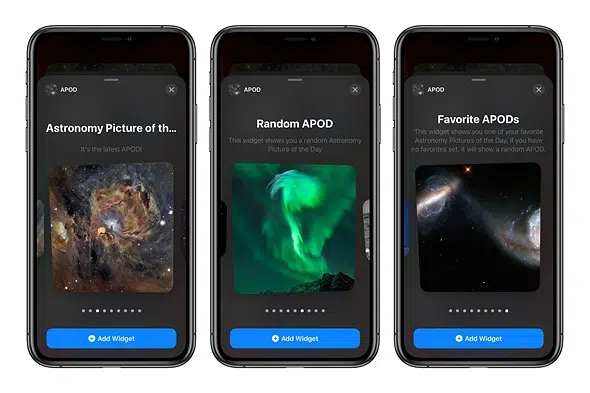 APOD
Astronomy Picture of th...
It's the latest APOD!
Add Widget
APOD
Random APOD
This widget shows you a random Astronomy
Picture of the Day
Add Widget
APOD
Favorite APODs
This widget shows you one of your favorite
Astronomy Pictures of the Day, if you have
no favorites set, it will show a random APOD.
Add Widget